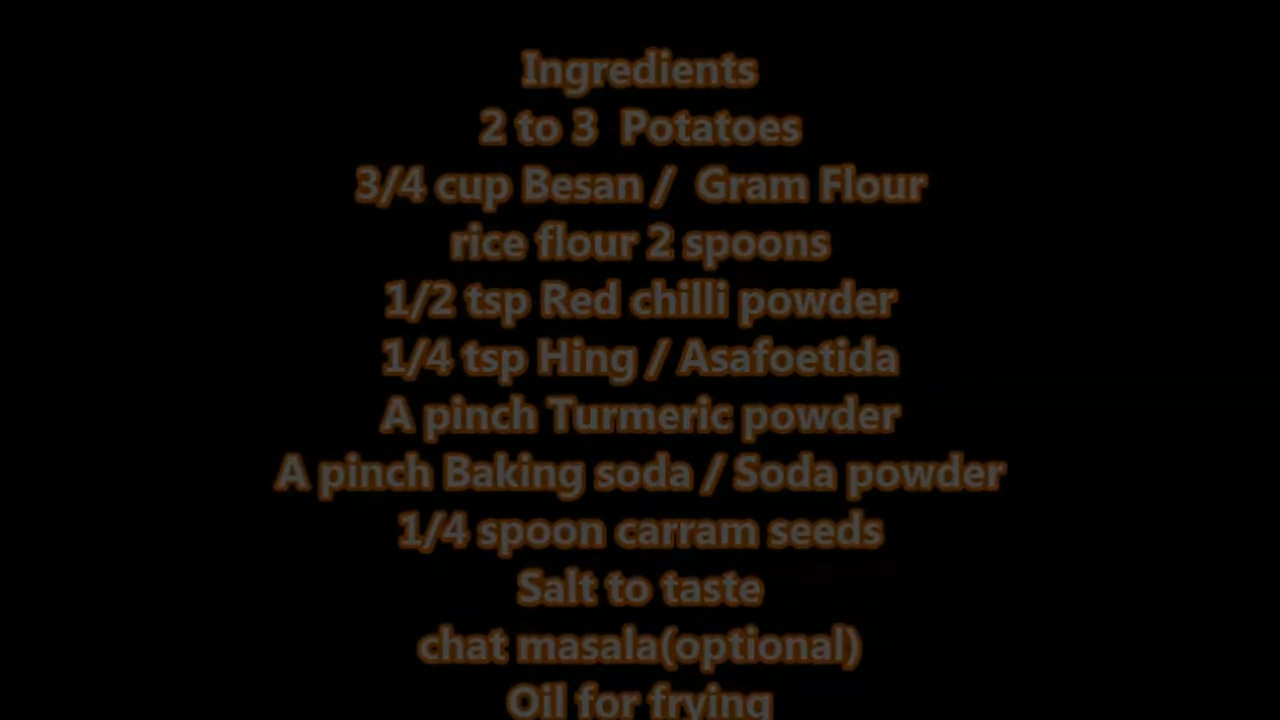 Ingredients
2 to 3 Potatoes
3/4 cup Besan / Gram Flour
rice flour 2 spoons
1/2 tsp Red chilli powder
1/4 tsp Hing / Asafoetida
A pinch Turmeric powder
A pinch Baking soda / Soda powder
1/4 spoon carram seeds
Salt to taste
chat masala(optional)
Oil for frying